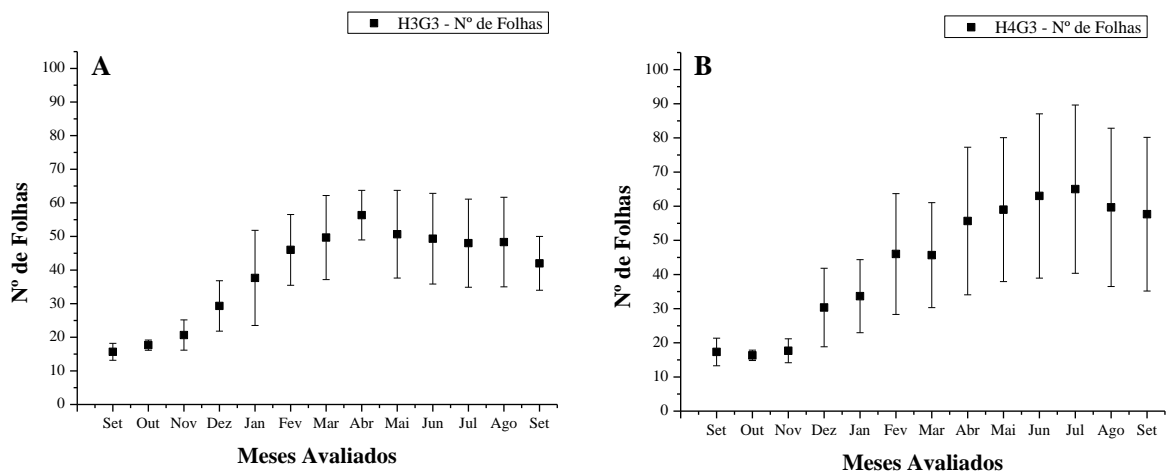 H3G3 - Nº de Folhas
A
100
90
80
70
60
50
40
30
20
10
0
Nº de Folhas
Set Out Nov Dez Jan Fev Mar Abr Mai Jun Jul Ago Set
Meses Avaliados
H4G3 - Nº de Folhas
B
100
90
80
70
60
50
40
30
20
10
0
Nº de Folhas
Set Out Nov Dez Jan Fev Mar Abr Mai Jun Jul Ago Set
Meses Avaliados